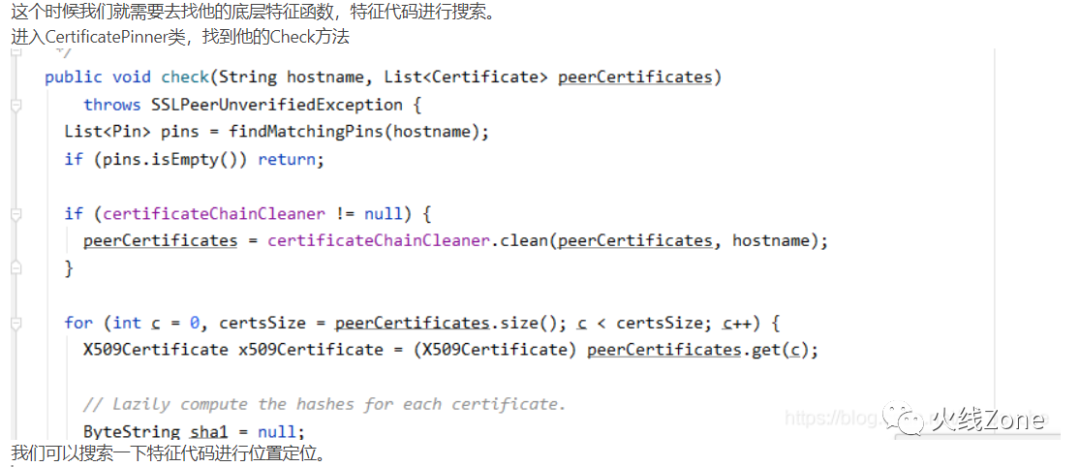 这个时候我们就需要去找他的底层特征函数，特征代码进行搜索。
进入CertificatePinner类，找到他的Check方法
*/
public void check(String hostname, List<Certificate> peerCertificates)
throws SSLPeerUnverifiedException {
List<Pin> pins = findMatchingPins(hostname);
if (pins.isEmpty()) return;
if (certificateChainCleaner != null) {
peerCertificates = certificateChainCleaner.clean(peerCertificates, hostname);
}
for (int c = 0, certsSize = peerCertificates.size(); c < certsSize; c++) {
X509Certificate x509Certificate = (X509Certificate) peerCertificates.get(c);
// Lazily compute the hashes for each certificate.
https://blog.
火线Zone
ByteString sha1 = null;
我们可以搜索一下特征代码进行位置定位。